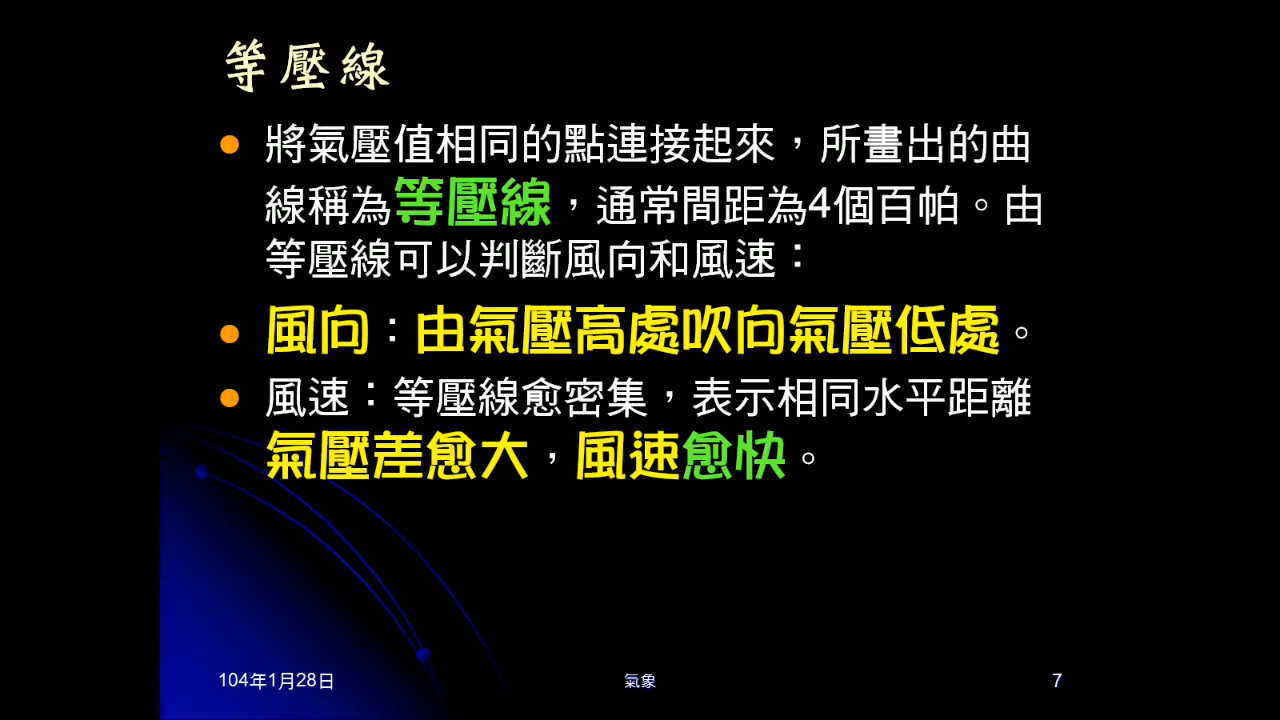 等壓線
將氣壓值相同的點連接起來，所畫出的曲
線稱為等壓線，通常間距為4個百帕。由
等壓線可以判斷風向和風速：
風向：由氣壓高處吹向氣壓低處。
風速：等壓線愈密集，表示相同水平距離
氣壓差愈大，風速愈快。
104年1月28日
氣象
7